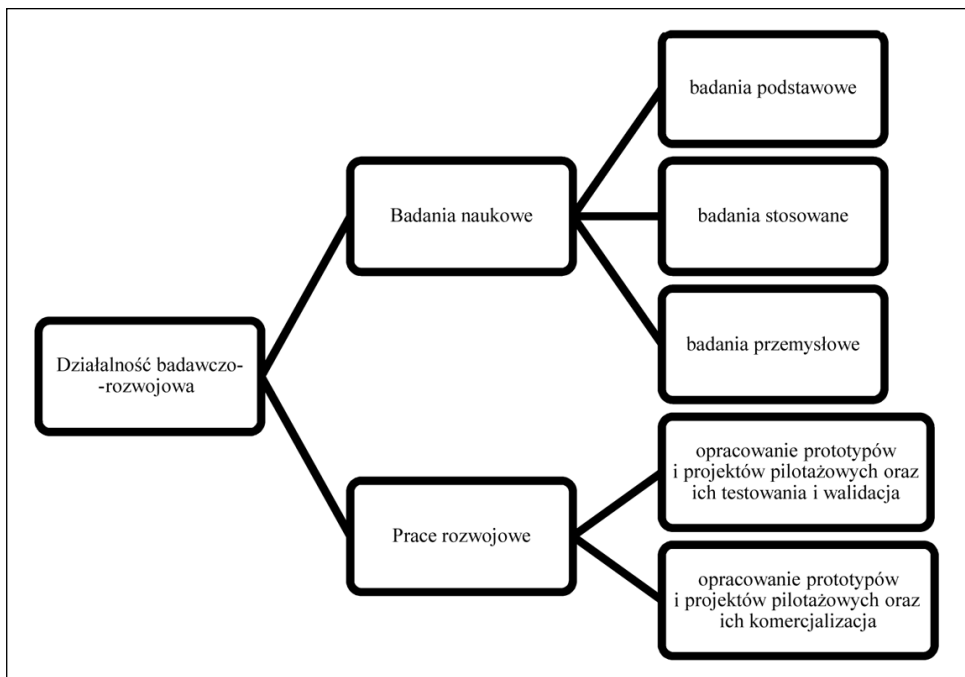 badania podstawowe
Badania naukowe
badania stosowane
badania przemysłowe
Działalność badawczo-
-rozwojowa
opracowanie prototypów
i projektów pilotażowych oraz
ich testowania i walidacja
Prace rozwojowe
opracowanie prototypów
i projektów pilotażowych oraz
ich komercjalizacja